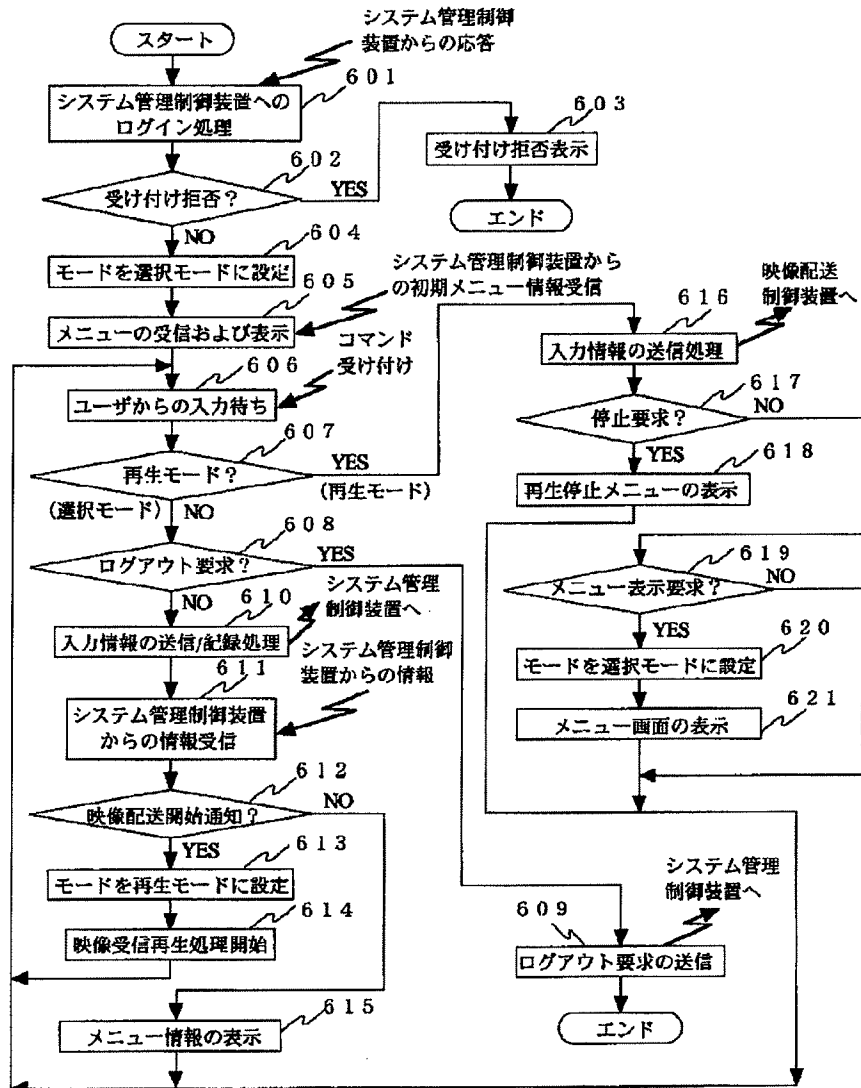 スタート
システム管理制御
装置からの応答
601
システム管理制御装置への
ログイン処理
602
受け付け拒否?
YES
NO
603
受け付け拒否表示
エンド
604
モードを選択モードに設定
605
システム管理制御装置から
の初期メニュー情報受信
メニューの受信および表示
606
コマンド
受け付け
ユーザからの入力待ち
607
再生モード?
YES
(再生モード)
(選択モード)
NO
608
ログアウト要求?
YES
NO
610
システム管理
制御装置へ
入力情報の送信/記録処理
611
システム管理制御
装置からの情報
システム管理制御装置
からの情報受信
612
映像配送開始通知?
NO
YES
613
モードを再生モードに設定
614
映像受信再生処理開始
615
メニュー情報の表示
616
映像配送
制御装置へ
入力情報の送信処理
617
停止要求?
NO
YES
618
再生停止メニューの表示
619
メニュー表示要求?
NO
YES
620
モードを選択モードに設定
621
メニュー画面の表示
609
システム管理
制御装置へ
ログアウト要求の送信
エンド